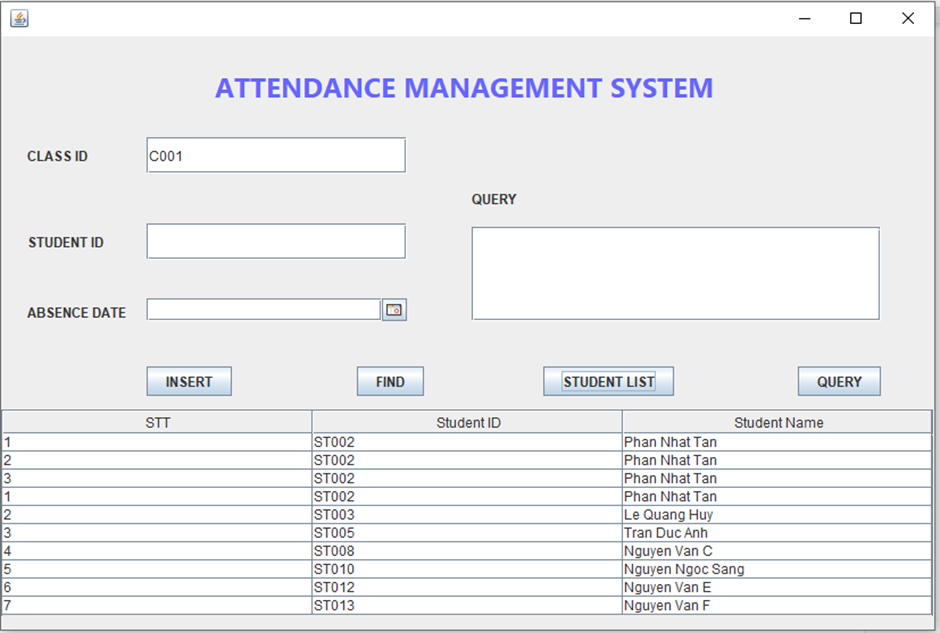 ATTENDANCE MANAGEMENT SYSTEM
CLASS ID C001
QUERY
STUDENT ID
ABSENCE DATE
INSERT FIND STUDENT LIST QUERY
STT Student ID Student Name
1 ST002 Phan Nhat Tan
2 ST002 Phan Nhat Tan
3 ST002 Phan Nhat Tan
1 ST002 Phan Nhat Tan
2 ST003 Le Quang Huy
3 ST005 Tran Duc Anh
4 ST008 Nguyen Van C
5 ST010 Nguyen Ngoc Sang
6 ST012 Nguyen Van E
7 ST013 Nguyen Van F